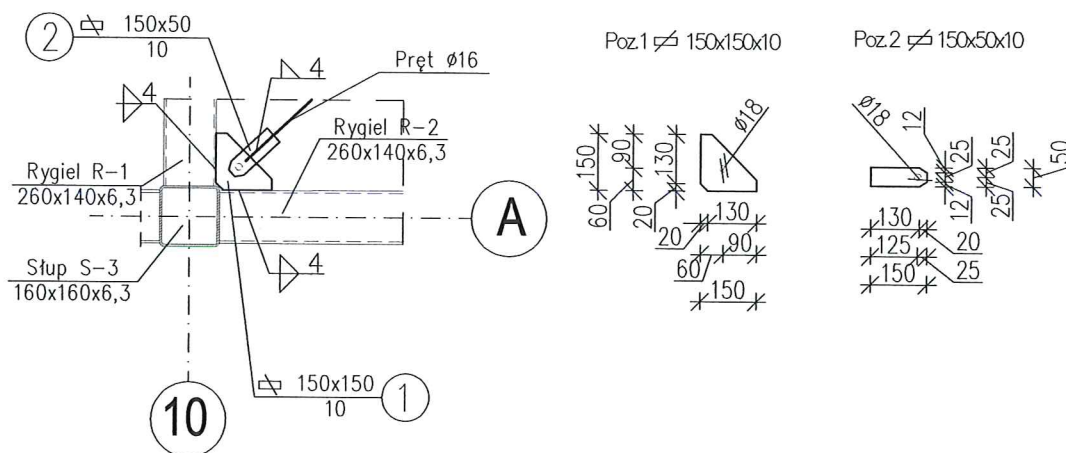 2
150x50
10
4
Pręt ø16
4
Rygiel R-2
260x140x6,3
Rygiel R-1
260x140x6,3
A
Słup S-3
160x160x6,3
4
150x150
10
1
10
Poz.1 150x150x10
ø18
150
90
130
60
20
130
20
90
60
150
Poz.2 150x50x10
ø18
12
25
25
50
12
25
130
20
125
25
150